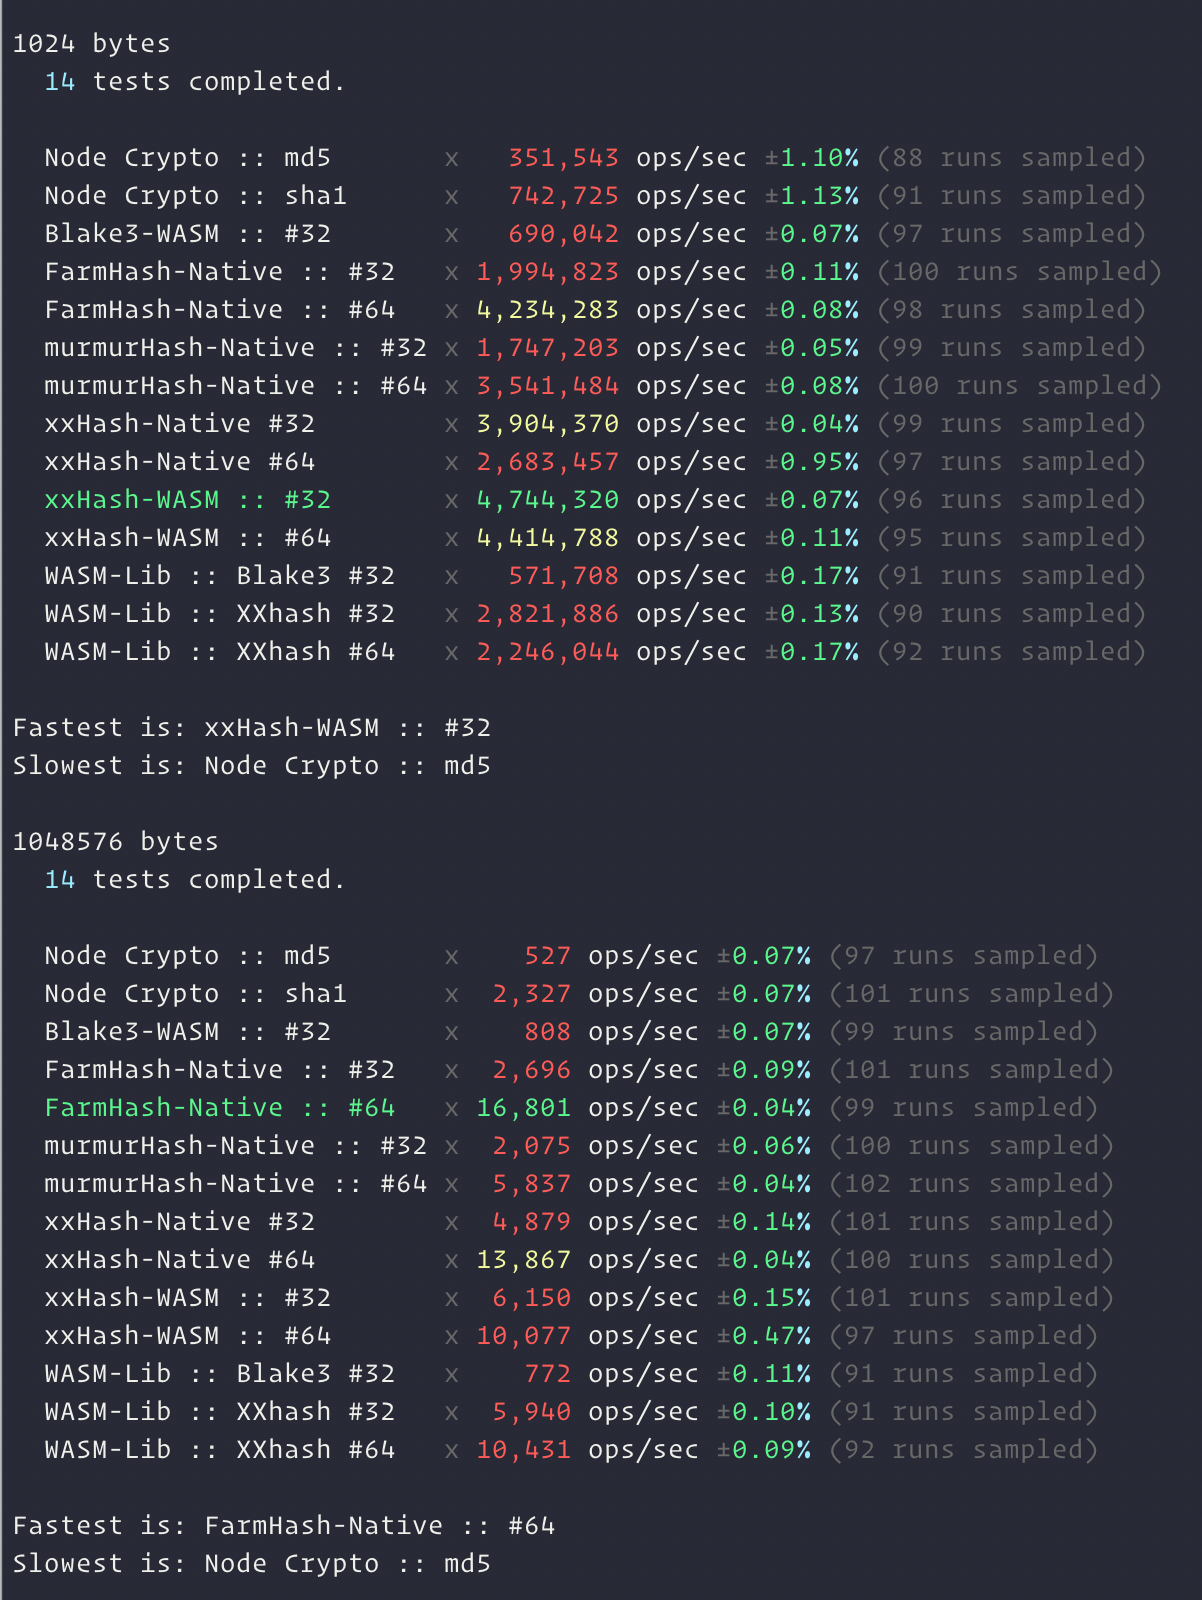 1024 bytes
14 tests completed.
Node Crypto :: md5 x 351,543 ops/sec ±1.10% (88 runs sampled)
Node Crypto :: sha1 x 742,725 ops/sec ±1.13% (91 runs sampled)
Blake3-WASM :: #32 x 690,042 ops/sec ±0.07% (97 runs sampled)
FarmHash-Native :: #32 x 1,994,823 ops/sec ±0.11% (100 runs sampled)
FarmHash-Native :: #64 x 4,234,283 ops/sec ±0.08% (98 runs sampled)
murmurHash-Native :: #32 x 1,747,203 ops/sec ±0.05% (99 runs sampled)
murmurHash-Native :: #64 x 3,541,484 ops/sec ±0.08% (100 runs sampled)
xxHash-Native #32 x 3,904,370 ops/sec ±0.04% (99 runs sampled)
xxHash-Native #64 x 2,683,457 ops/sec ±0.95% (97 runs sampled)
xxHash-WASM :: #32 x 4,744,320 ops/sec ±0.07% (96 runs sampled)
xxHash-WASM :: #64 x 4,414,788 ops/sec ±0.11% (95 runs sampled)
WASM-Lib :: Blake3 #32 x 571,708 ops/sec ±0.17% (91 runs sampled)
WASM-Lib :: XXhash #32 x 2,821,886 ops/sec ±0.13% (90 runs sampled)
WASM-Lib :: XXhash #64 x 2,246,044 ops/sec ±0.17% (92 runs sampled)
Fastest is: xxHash-WASM :: #32
Slowest is: Node Crypto :: md5
1048576 bytes
14 tests completed.
Node Crypto :: md5 x 527 ops/sec ±0.07% (97 runs sampled)
Node Crypto :: sha1 x 2,327 ops/sec ±0.07% (101 runs sampled)
Blake3-WASM :: #32 x 808 ops/sec ±0.07% (99 runs sampled)
FarmHash-Native :: #32 x 2,696 ops/sec ±0.09% (101 runs sampled)
FarmHash-Native :: #64 x 16,801 ops/sec ±0.04% (99 runs sampled)
murmurHash-Native :: #32 x 2,075 ops/sec ±0.06% (100 runs sampled)
murmurHash-Native :: #64 x 5,837 ops/sec ±0.04% (102 runs sampled)
xxHash-Native #32 x 4,879 ops/sec ±0.14% (101 runs sampled)
xxHash-Native #64 x 13,867 ops/sec ±0.04% (100 runs sampled)
xxHash-WASM :: #32 x 6,150 ops/sec ±0.15% (101 runs sampled)
xxHash-WASM :: #64 x 10,077 ops/sec ±0.47% (97 runs sampled)
WASM-Lib :: Blake3 #32 x 772 ops/sec ±0.11% (91 runs sampled)
WASM-Lib :: XXhash #32 x 5,940 ops/sec ±0.10% (91 runs sampled)
WASM-Lib :: XXhash #64 x 10,431 ops/sec ±0.09% (92 runs sampled)
Fastest is: FarmHash-Native :: #64
Slowest is: Node Crypto :: md5